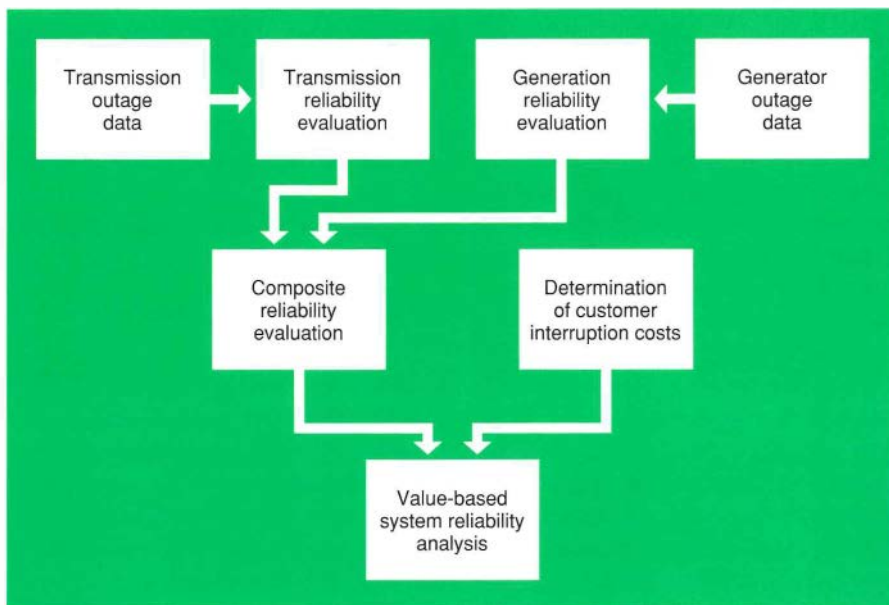 Transmission
outage
data
Transmission
reliability
evaluation
Generation
reliability
evaluation
Generator
outage
data
Composite
reliability
evaluation
Determination
of customer
interruption costs
Value-based
system reliability
analysis